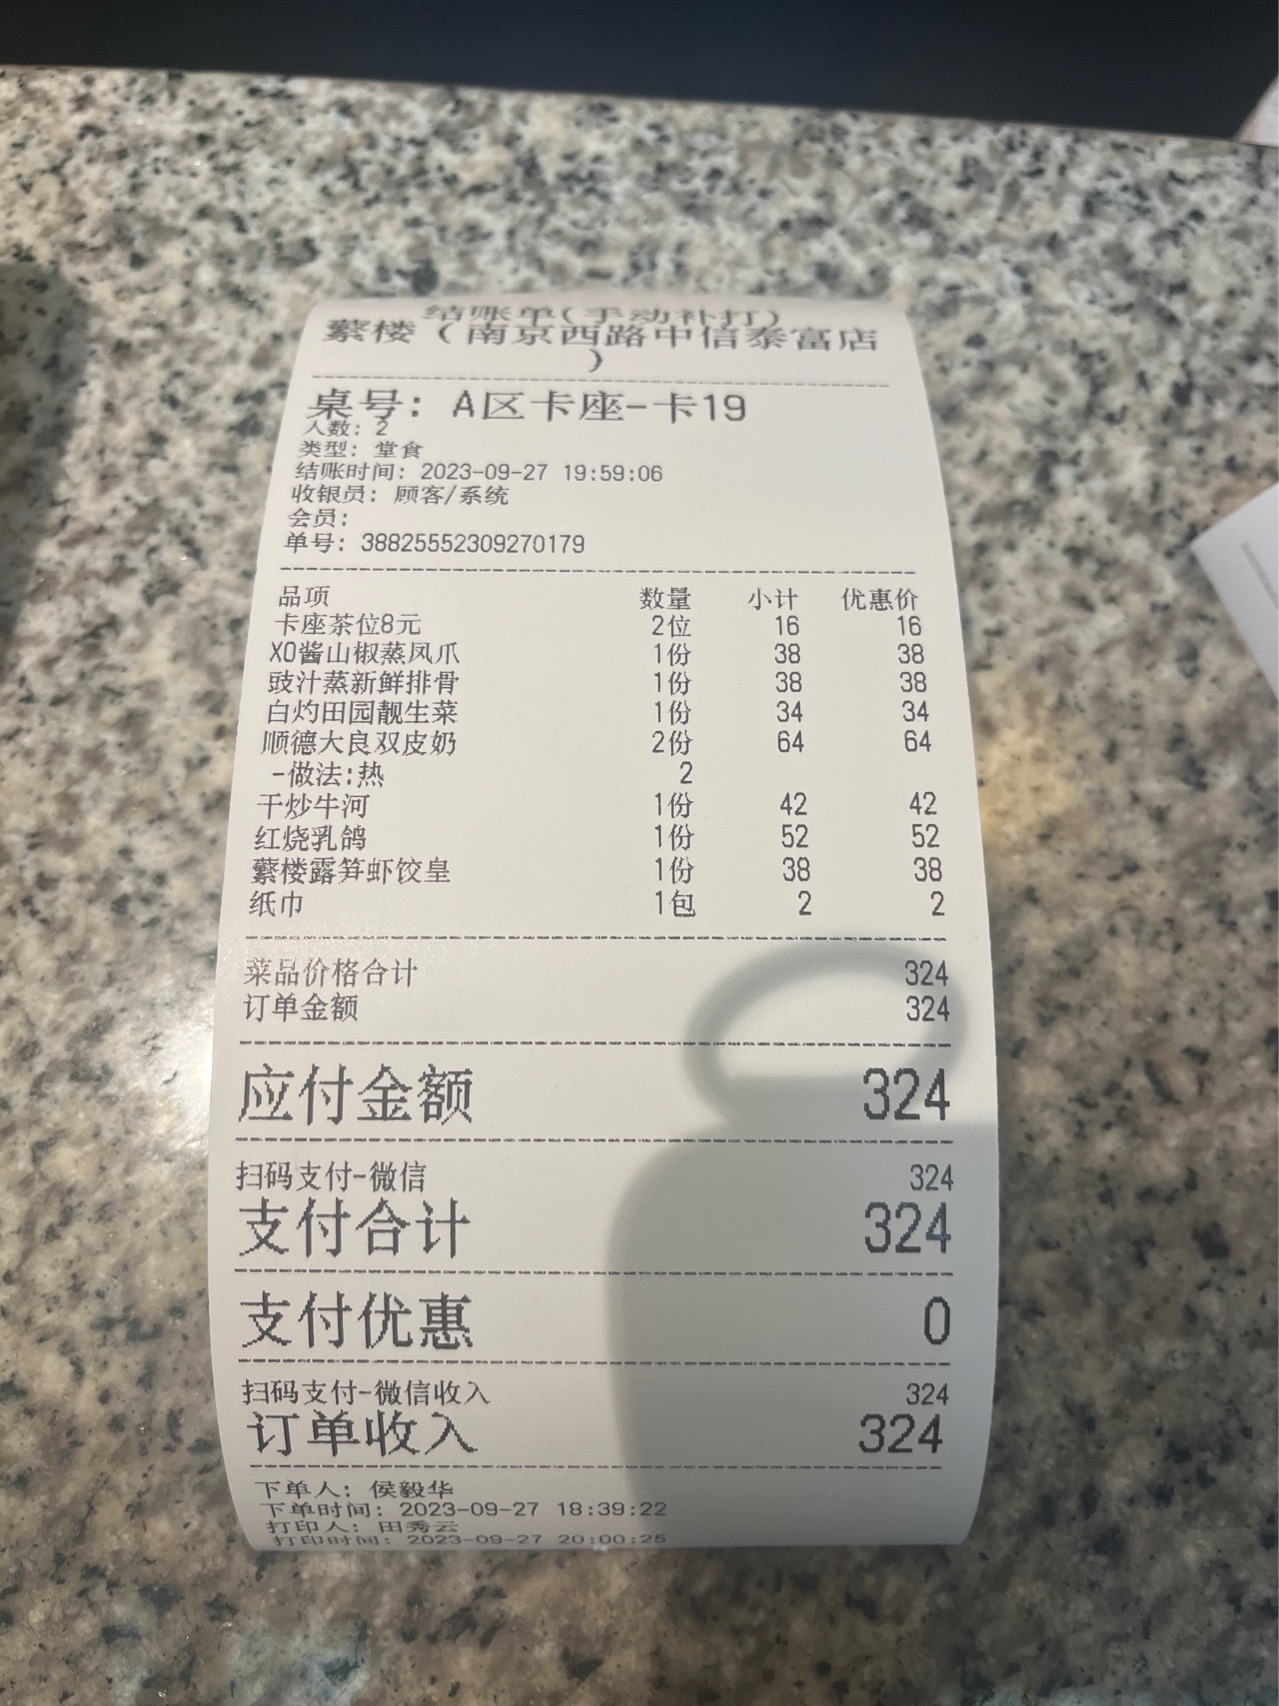 结账单(手动补打)
蘩楼（南京西路中信泰富店
）
桌号: A区卡座-卡19
人数: 2
类型: 堂食
结账时间: 2023-09-27 19:59:06
收银员: 顾客/系统
会员:
单号: 38825552309270179
品项 数量 小计 优惠价
卡座茶位8元 2位 16 16
XO酱山椒蒸凤爪 1份 38 38
豉汁蒸新鲜排骨 1份 38 38
白灼田园靓生菜 1份 34 34
顺德大良双皮奶 2份 64 64
-做法:热 2
干炒牛河 1份 42 42
红烧乳鸽 1份 52 52
蘩楼露笋虾饺皇 1份 38 38
纸巾 1包 2 2
菜品价格合计 324
订单金额 324
应付金额 324
扫码支付-微信 324
支付合计 324
支付优惠 0
扫码支付-微信收入 324
订单收入 324
下单人: 侯毅华
下单时间: 2023-09-27 18:39:22
打印人: 田秀云
打印时间: 2023-09-27 20:00:25